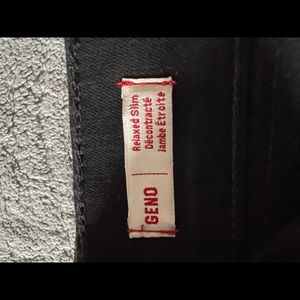 Relaxed Slim
Décontracté
Jambe Étroite
GENO